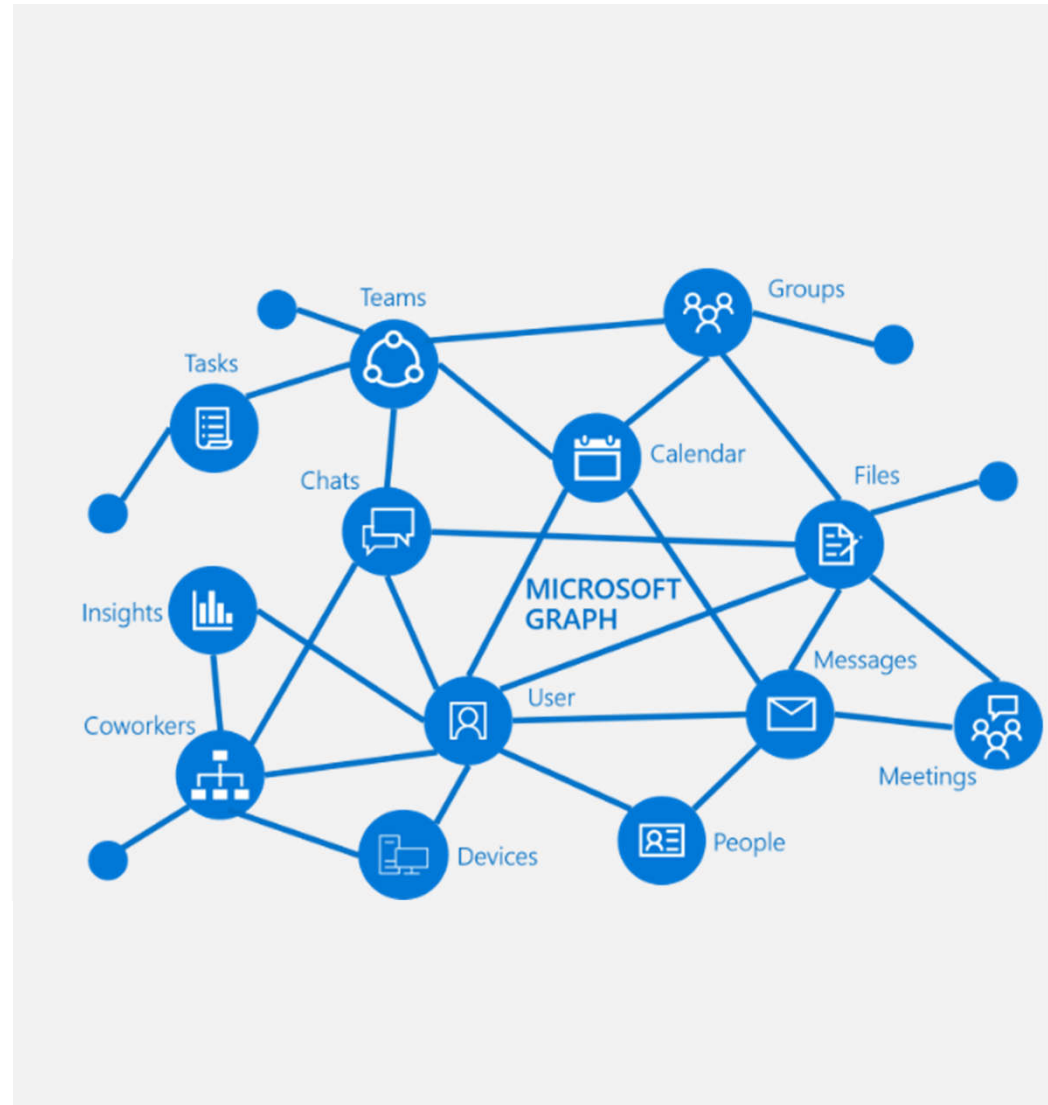 Teams
Groups
Tasks
Calendar
Chats
Files
MICROSOFT
GRAPH
Insights
Messages
User
Coworkers
Meetings
People
Devices